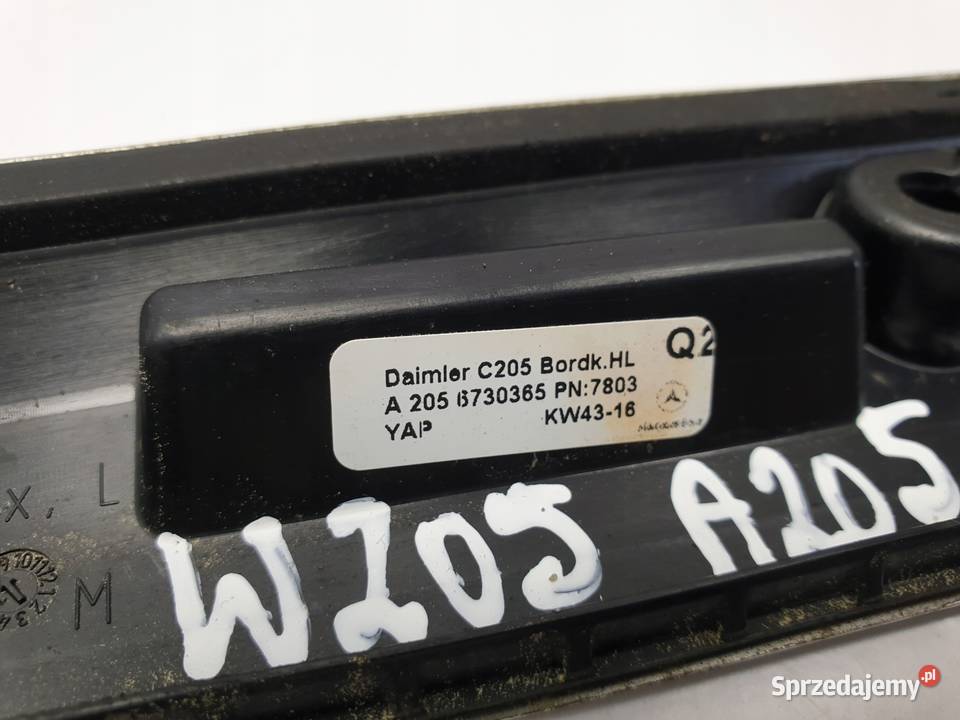 Daimler C205 Bordk.HL
Q2
A 205 6730365 PN:7803
YAP
KW43-16
x, L
M
W205 A205
Sprzedajemy.pl